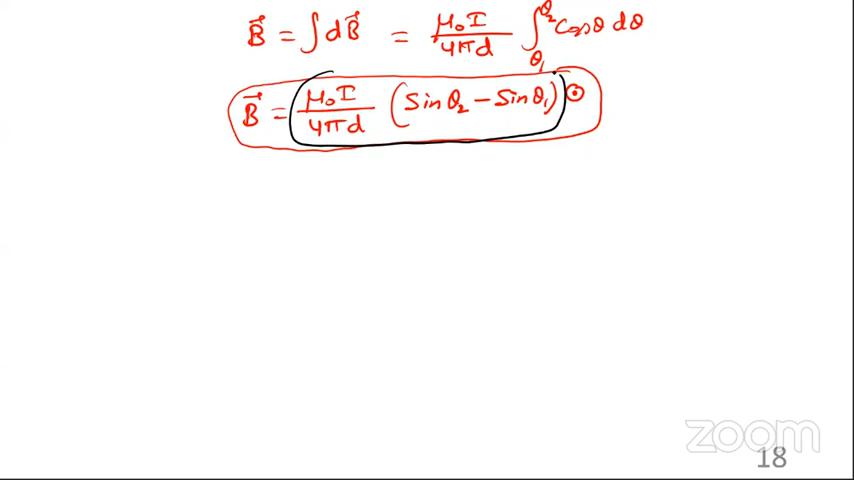 B⃗ = ∫dB⃗ = μ₀I/4πd ∫θ₁^θ₂ Cosθ dθ
B⃗ = μ₀I/4πd (Sinθ₂ − Sinθ₁) ⊙
zoom
18